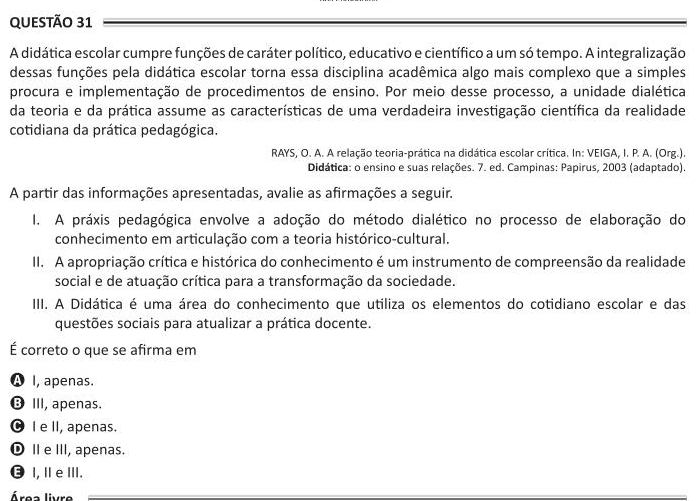 QUESTÃO 31
A didática escolar cumpre funções de caráter político, educativo e científico a um só tempo. A integralização
dessas funções pela didática escolar torna essa disciplina acadêmica algo mais complexo que a simples
procura e implementação de procedimentos de ensino. Por meio desse processo, a unidade dialética
da teoria e da prática assume as características de uma verdadeira investigação científica da realidade
cotidiana da prática pedagógica.
RAYS, O. A. A relação teoria-prática na didática escolar crítica. In: VEIGA, I. P. A. (Org.).
Didática: o ensino e suas relações. 7. ed. Campinas: Papirus, 2003 (adaptado).
A partir das informações apresentadas, avalie as afirmações a seguir.
I. A práxis pedagógica envolve a adoção do método dialético no processo de elaboração do
conhecimento em articulação com a teoria histórico-cultural.
II. A apropriação crítica e histórica do conhecimento é um instrumento de compreensão da realidade
social e de atuação crítica para a transformação da sociedade.
III. A Didática é uma área do conhecimento que utiliza os elementos do cotidiano escolar e das
questões sociais para atualizar a prática docente.
É correto o que se afirma em
A I, apenas.
B III, apenas.
C I e II, apenas.
D II e III, apenas.
E I, II e III.
Área livre